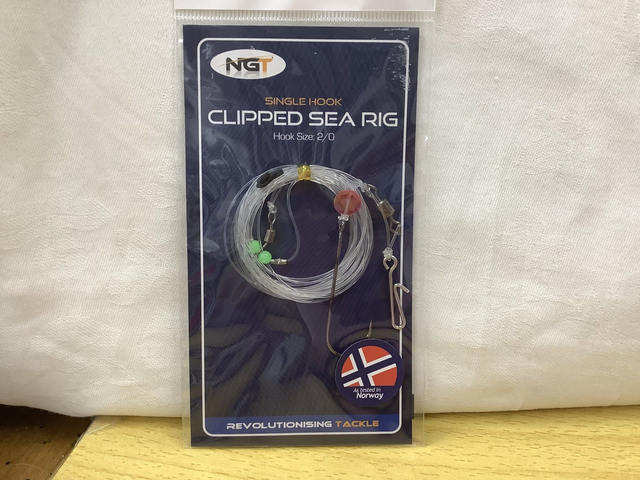 NGT
SINGLE HOOK
CLIPPED SEA RIG
Hook Size: 2/0
As tested in
Norway
REVOLUTIONISING TACKLE